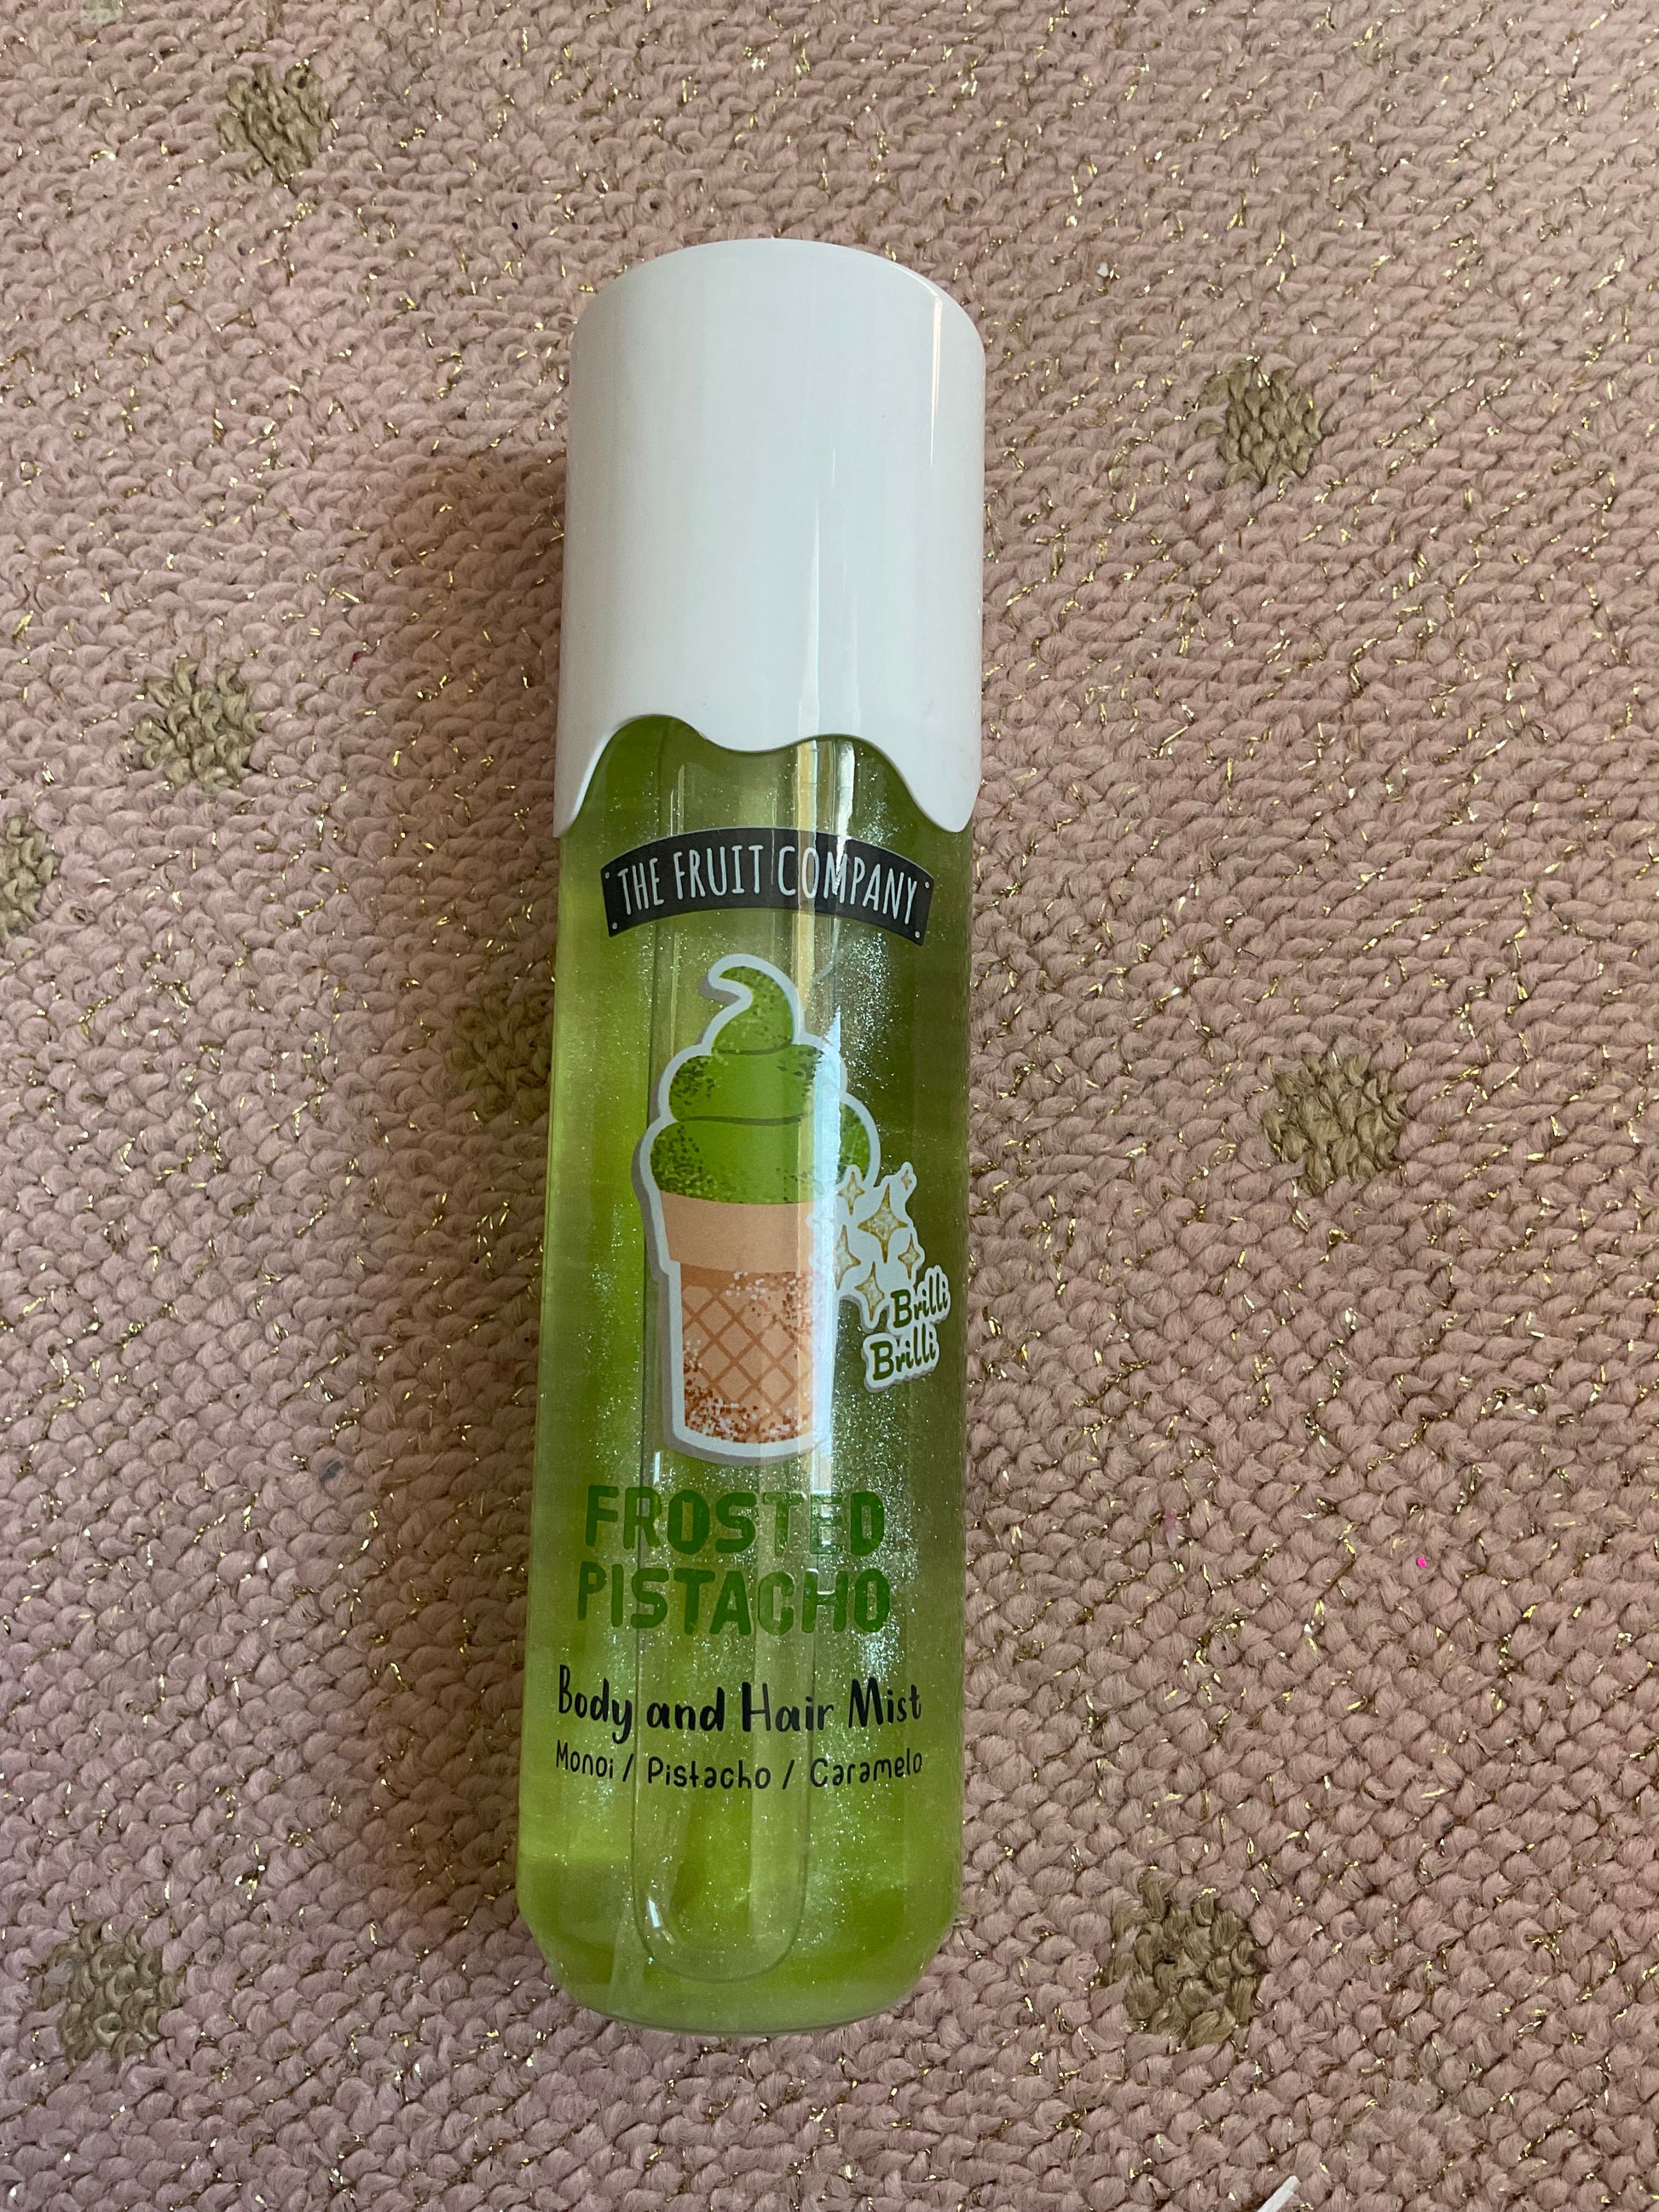 THE FRUIT COMPANY
Brilli
Brilli
FROSTED
PISTACHO
Body and Hair Mist
Monoi / Pistacho / Caramelo